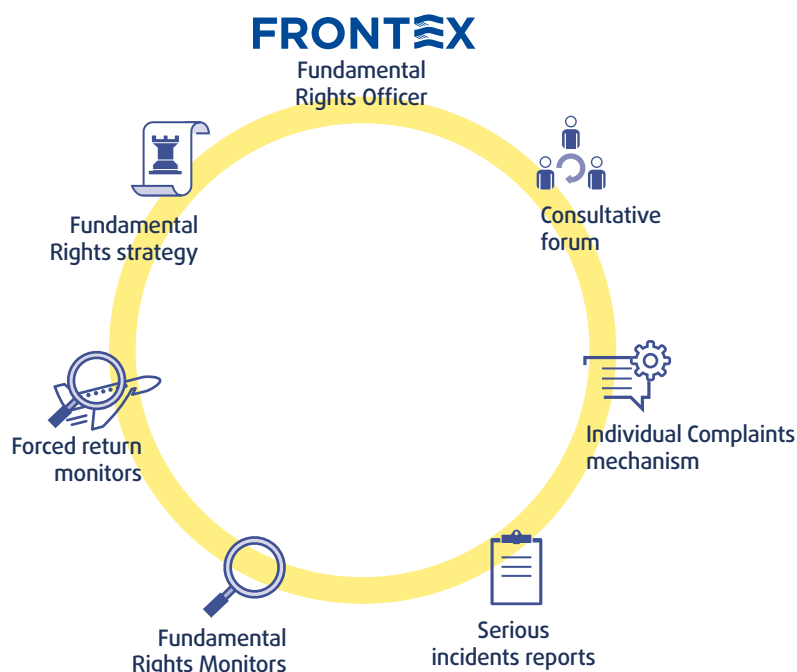 FRONTEX
Fundamental
Rights Officer
Consultative
forum
Individual Complaints
mechanism
Serious
incidents reports
Fundamental
Rights Monitors
Forced return
monitors
Fundamental
Rights strategy